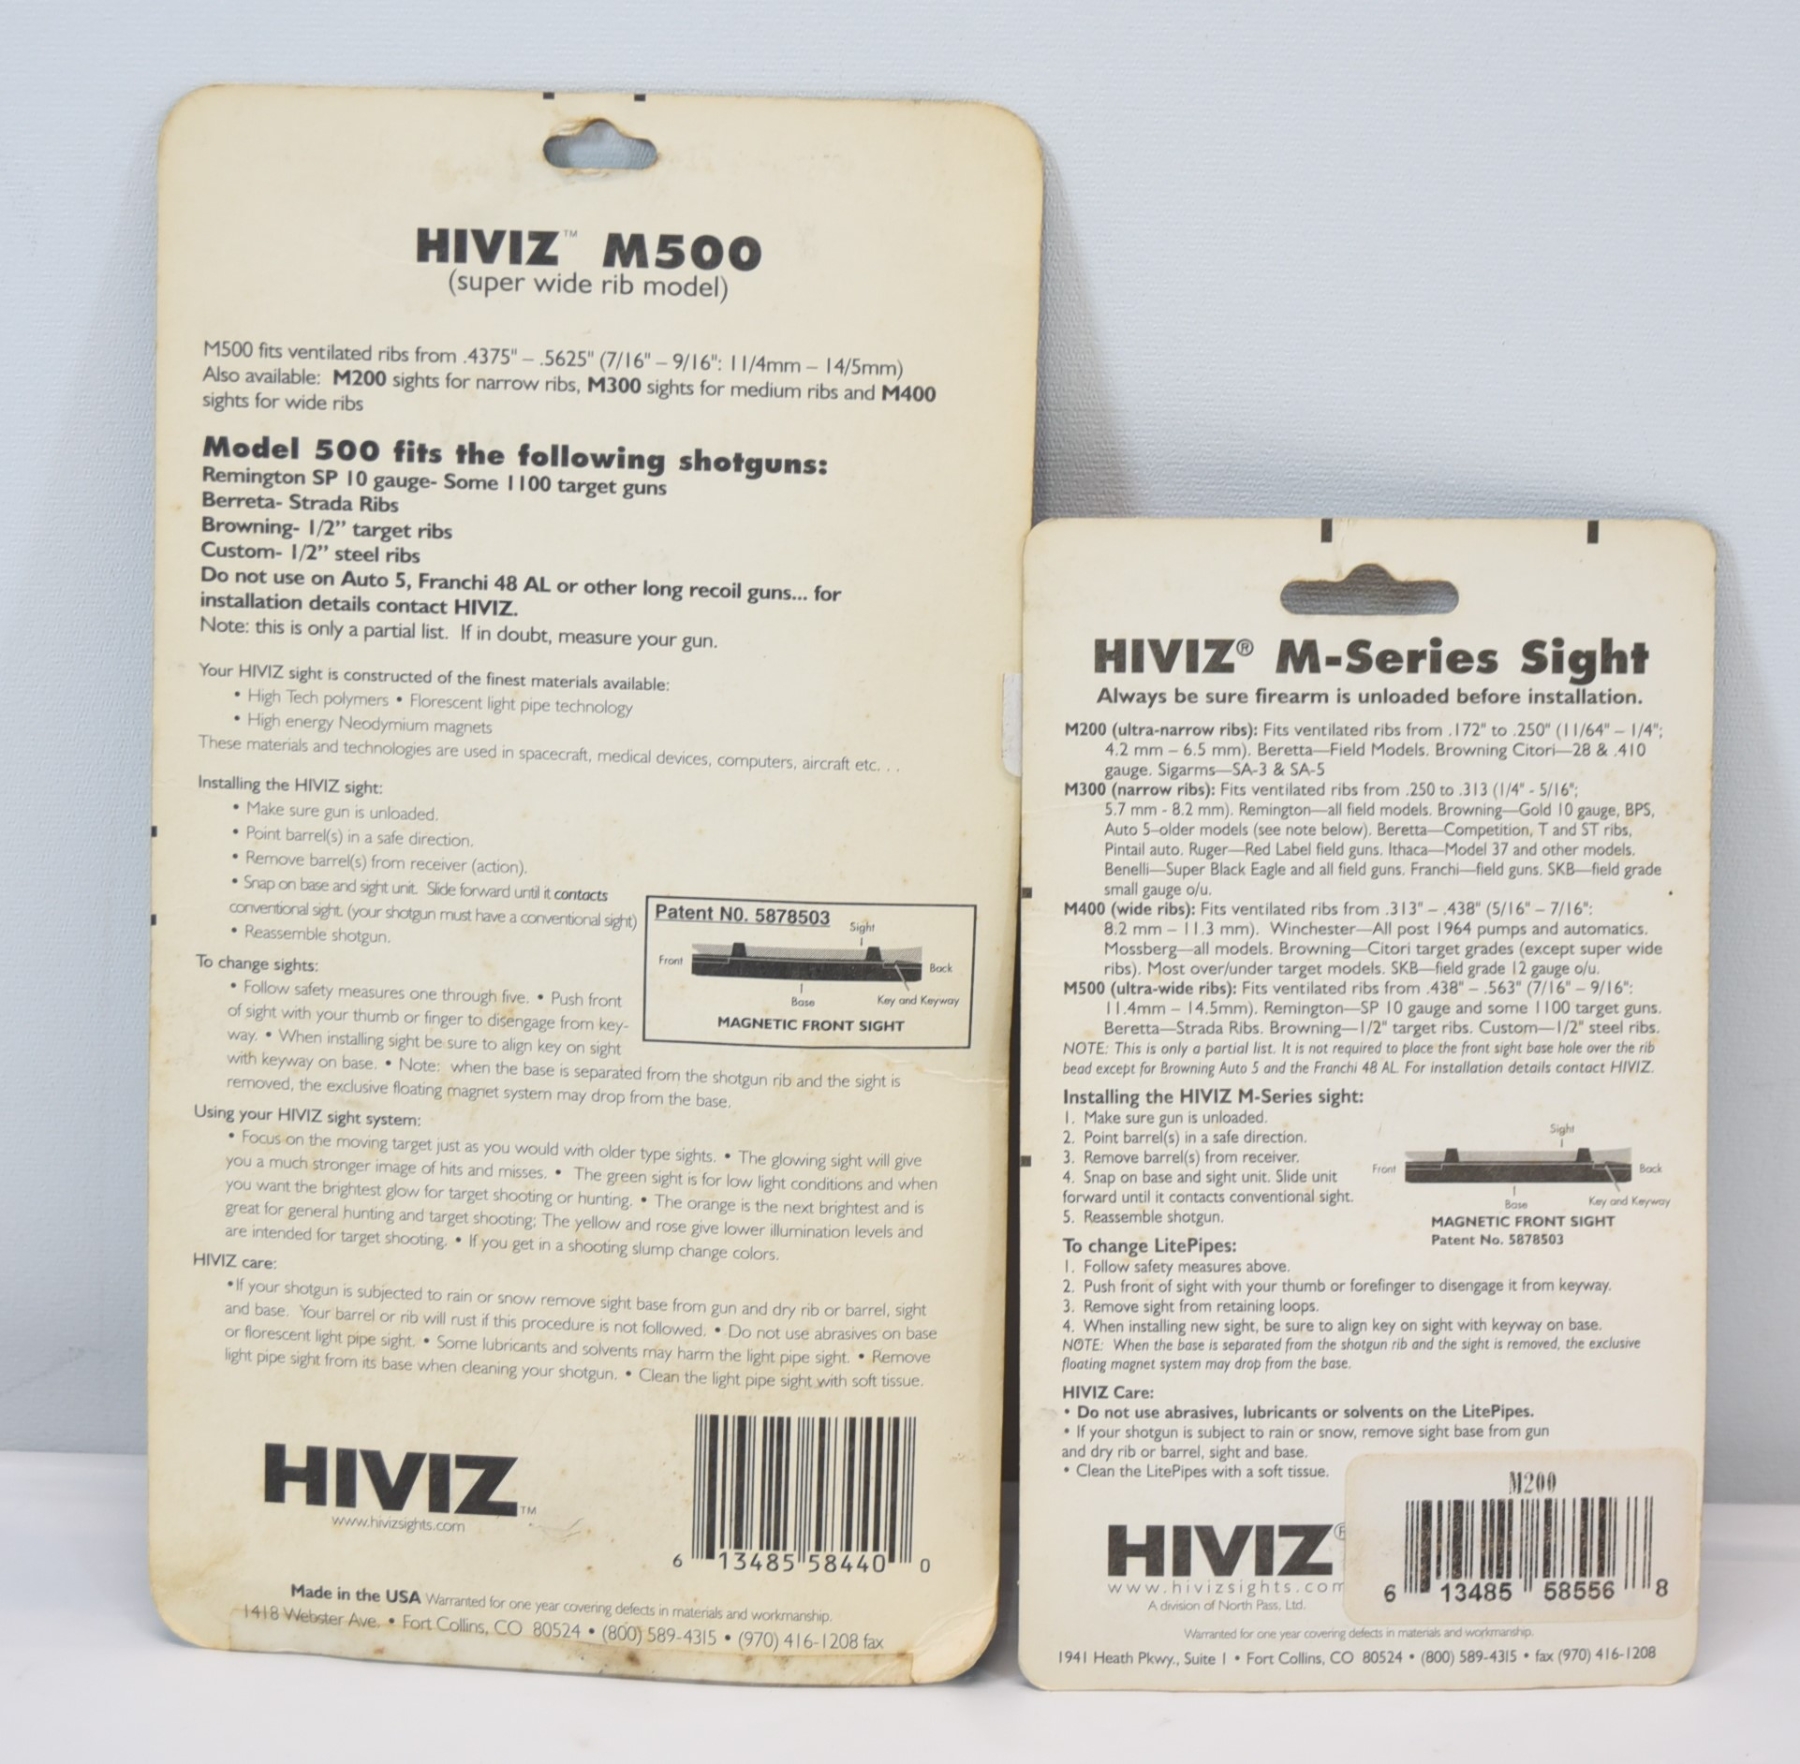 HIVIZ™ M500
(super wide rib model)
M500 fits ventilated ribs from .4375" – .5625" (7/16" – 9/16": 11/4mm – 14/5mm)
Also available: M200 sights for narrow ribs, M300 sights for medium ribs and M400
sights for wide ribs
Model 500 fits the following shotguns:
Remington SP 10 gauge- Some 1100 target guns
Berreta- Strada Ribs
Browning- 1/2" target ribs
Custom- 1/2" steel ribs
Do not use on Auto 5, Franchi 48 AL or other long recoil guns... for
installation details contact HIVIZ.
Note: this is only a partial list. If in doubt, measure your gun.
Your HIVIZ sight is constructed of the finest materials available:
• High Tech polymers • Florescent light pipe technology
• High energy Neodymium magnets
These materials and technologies are used in spacecraft, medical devices, computers, aircraft etc. . .
Installing the HIVIZ sight:
• Make sure gun is unloaded.
• Point barrel(s) in a safe direction.
• Remove barrel(s) from receiver (action).
• Snap on base and sight unit. Slide forward until it contacts
conventional sight. (your shotgun must have a conventional sight)
• Reassemble shotgun.
Patent NO. 5878503
Sight
Front
Back
Base
Key and Keyway
MAGNETIC FRONT SIGHT
To change sights:
• Follow safety measures one through five. • Push front
of sight with your thumb or finger to disengage from key-
way. • When installing sight be sure to align key on sight
with keyway on base. • Note: when the base is separated from the shotgun rib and the sight is
removed, the exclusive floating magnet system may drop from the base.
Using your HIVIZ sight system:
• Focus on the moving target just as you would with older type sights. • The glowing sight will give
you a much stronger image of hits and misses. • The green sight is for low light conditions and when
you want the brightest glow for target shooting or hunting. • The orange is the next brightest and is
great for general hunting and target shooting; The yellow and rose give lower illumination levels and
are intended for target shooting. • If you get in a shooting slump change colors.
HIVIZ care:
•If your shotgun is subjected to rain or snow remove sight base from gun and dry rib or barrel, sight
and base. Your barrel or rib will rust if this procedure is not followed. • Do not use abrasives on base
or florescent light pipe sight. • Some lubricants and solvents may harm the light pipe sight. • Remove
light pipe sight from its base when cleaning your shotgun. • Clean the light pipe sight with soft tissue.
HIVIZ™
www.hivizsights.com
6 13485 58440 0
Made in the USA Warranted for one year covering defects in materials and workmanship.
1418 Webster Ave. • Fort Collins, CO 80524 • (800) 589-4315 • (970) 416-1208 fax
HIVIZ® M-Series Sight
Always be sure firearm is unloaded before installation.
M200 (ultra-narrow ribs): Fits ventilated ribs from .172" to .250" (11/64" – 1/4";
4.2 mm – 6.5 mm). Beretta—Field Models. Browning Citori—28 & .410
gauge. Sigarms—SA-3 & SA-5
M300 (narrow ribs): Fits ventilated ribs from .250 to .313 (1/4" - 5/16";
5.7 mm - 8.2 mm). Remington—all field models. Browning—Gold 10 gauge, BPS,
Auto 5–older models (see note below). Beretta—Competition, T and ST ribs,
Pintail auto. Ruger—Red Label field guns. Ithaca—Model 37 and other models.
Benelli—Super Black Eagle and all field guns. Franchi—field guns. SKB—field grade
small gauge o/u.
M400 (wide ribs): Fits ventilated ribs from .313" – .438" (5/16" – 7/16":
8.2 mm – 11.3 mm). Winchester—All post 1964 pumps and automatics.
Mossberg—all models. Browning—Citori target grades (except super wide
ribs). Most over/under target models. SKB—field grade 12 gauge o/u.
M500 (ultra-wide ribs): Fits ventilated ribs from .438" – .563" (7/16" – 9/16":
11.4mm – 14.5mm). Remington—SP 10 gauge and some 1100 target guns.
Beretta—Strada Ribs. Browning—1/2" target ribs. Custom—1/2" steel ribs.
NOTE: This is only a partial list. It is not required to place the front sight base hole over the rib
bead except for Browning Auto 5 and the Franchi 48 AL. For installation details contact HIVIZ.
Installing the HIVIZ M-Series sight:
1. Make sure gun is unloaded.
2. Point barrel(s) in a safe direction.
3. Remove barrel(s) from receiver.
4. Snap on base and sight unit. Slide unit
forward until it contacts conventional sight.
5. Reassemble shotgun.
Sight
Front
Back
Base
Key and Keyway
MAGNETIC FRONT SIGHT
Patent No. 5878503
To change LitePipes:
1. Follow safety measures above.
2. Push front of sight with your thumb or forefinger to disengage it from keyway.
3. Remove sight from retaining loops.
4. When installing new sight, be sure to align key on sight with keyway on base.
NOTE: When the base is separated from the shotgun rib and the sight is removed, the exclusive
floating magnet system may drop from the base.
HIVIZ Care:
• Do not use abrasives, lubricants or solvents on the LitePipes.
• If your shotgun is subject to rain or snow, remove sight base from gun
and dry rib or barrel, sight and base.
• Clean the LitePipes with a soft tissue.
HIVIZ®
www.hivizsights.com
A division of North Pass, Ltd.
M200
6 13485 58556 8
Warranted for one year covering defects in materials and workmanship.
1941 Heath Pkwy., Suite 1 • Fort Collins, CO 80524 • (800) 589-4315 • fax (970) 416-1208